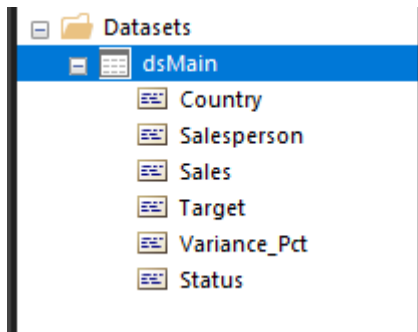 Datasets
dsMain
Country
Salesperson
Sales
Target
Variance_Pct
Status